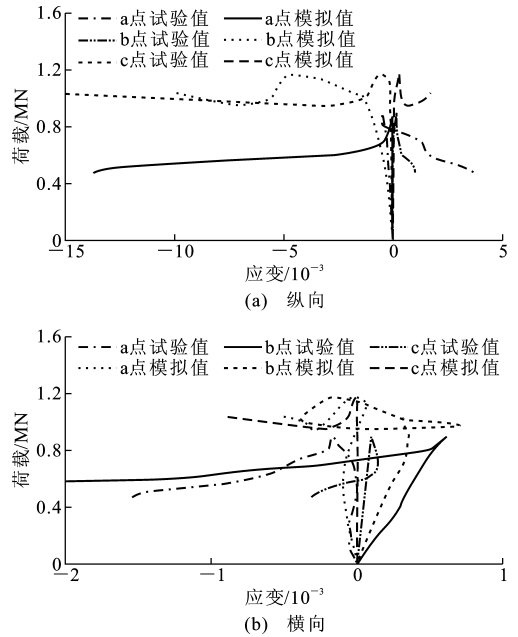 a点试验值 a点模拟值
b点试验值 b点模拟值
c点试验值 c点模拟值
1.6
1.2
0.8
0.4
0
荷载/MN
−15 −10 −5 0 5
应变/10⁻³
(a) 纵向
1.6
a点试验值 b点试验值 c点试验值
a点模拟值 b点模拟值 c点模拟值
1.2
0.8
0.4
0
荷载/MN
−2 −1 0 1
应变/10⁻³
(b) 横向